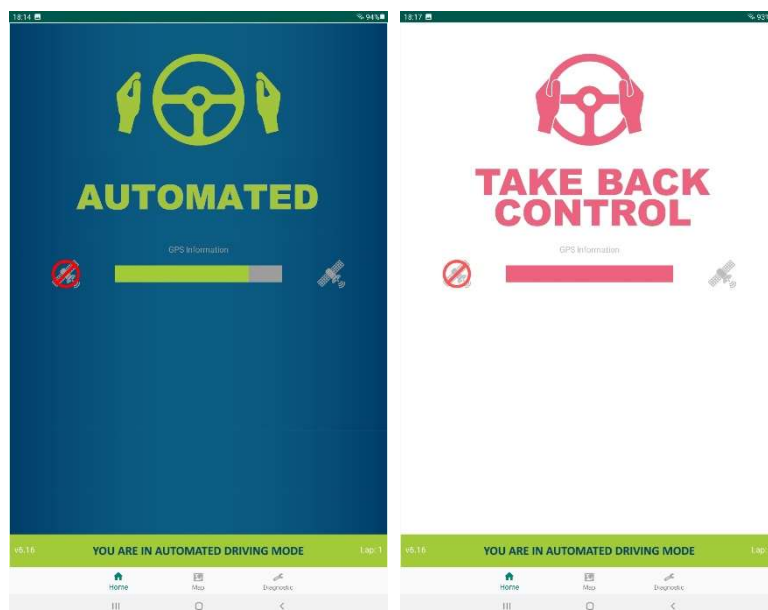 18:14
94%
AUTOMATED
GPS Information
v6.16
YOU ARE IN AUTOMATED DRIVING MODE
Lap: 1
Home
Map
Diagnostic
18:17
93%
TAKE BACK
CONTROL
GPS Information
v6.16
YOU ARE IN AUTOMATED DRIVING MODE
Lap:
Home
Map
Diagnostic